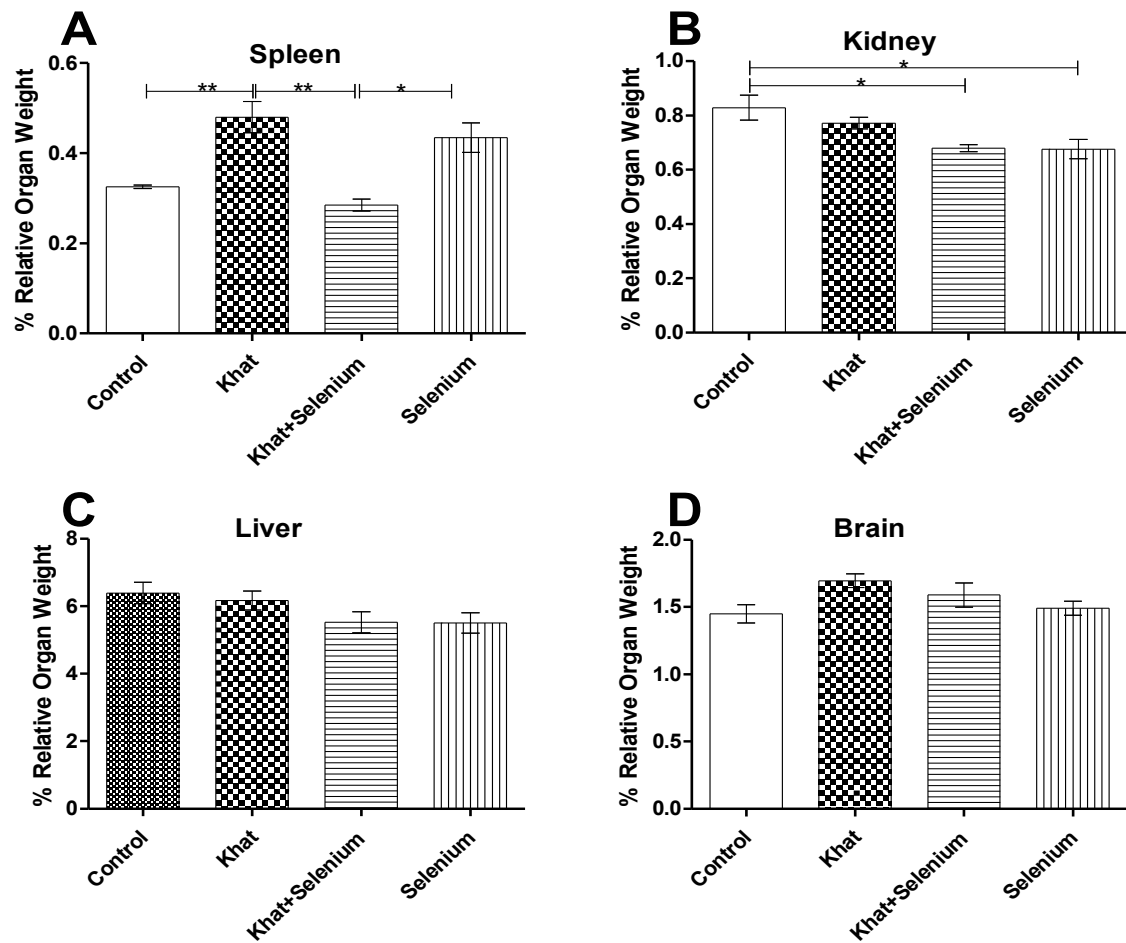 A
Spleen
% Relative Organ Weight
0.6
0.4
0.2
0.0
** ** *
Control
Khat
Khat+Selenium
Selenium
B
Kidney
% Relative Organ Weight
1.0
0.8
0.6
0.4
0.2
0.0
*
*
Control
Khat
Khat+Selenium
Selenium
C
Liver
% Relative Organ Weight
8
6
4
2
0
Control
Khat
Khat+Selenium
Selenium
D
Brain
% Relative Organ Weight
2.0
1.5
1.0
0.5
0.0
Control
Khat
Khat+Selenium
Selenium